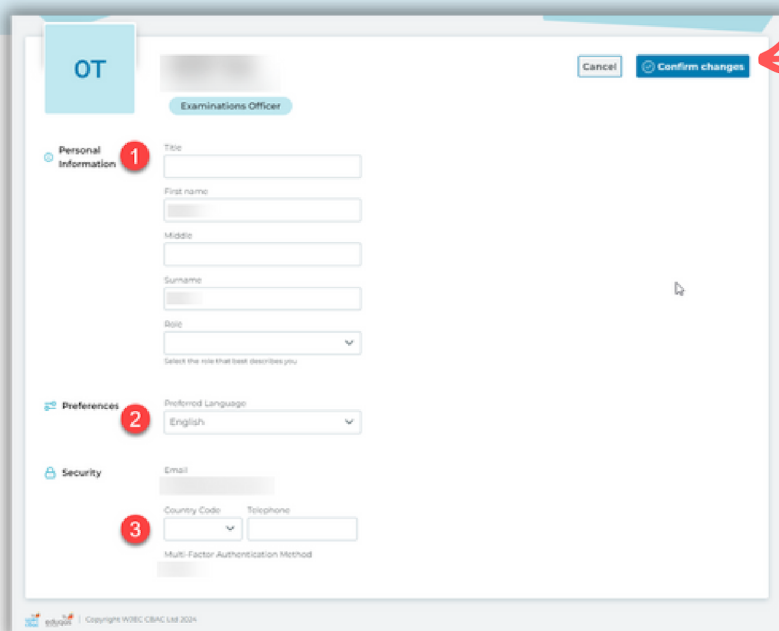 OT
Cancel
Confirm changes
Examinations Officer
Personal
Information
1
Title
First name
Middle
Surname
Role
Select the role that best describes you
Preferences
2
Preferred Language
English
Security
Email
3
Country Code
Telephone
Multi-Factor Authentication Method
eduqas | Copyright WJEC CBAC Ltd 2024